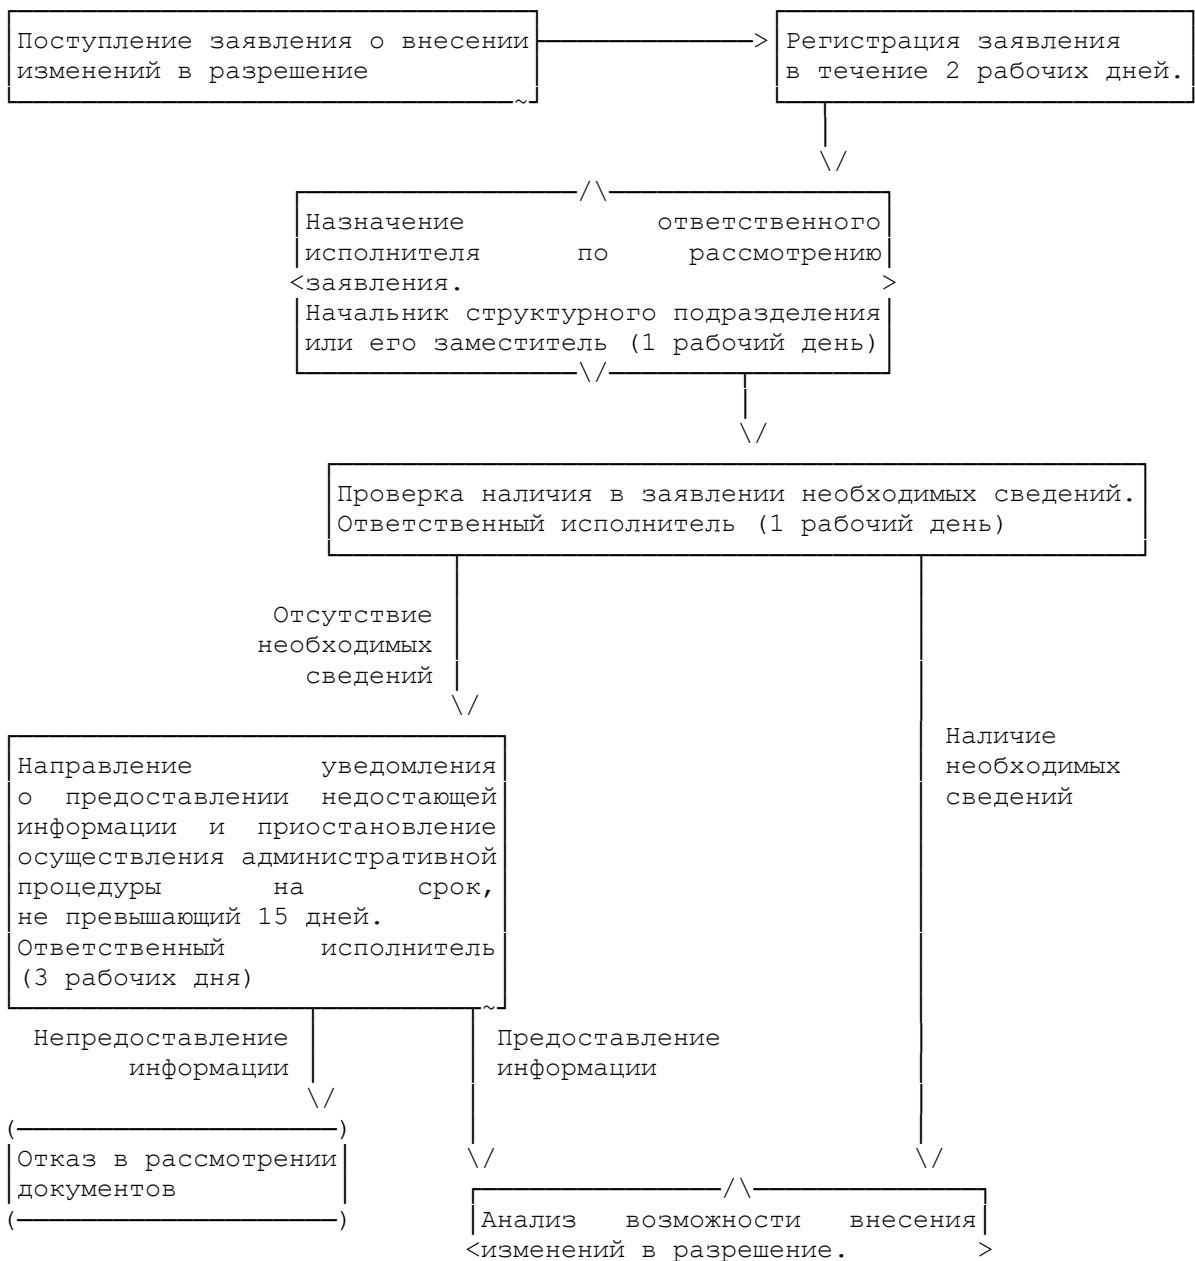 Поступление заявления о внесении
изменений в разрешение
Регистрация заявления
в течение 2 рабочих дней.
Назначение ответственного
исполнителя по рассмотрению
заявления.
Начальник структурного подразделения
или его заместитель (1 рабочий день)
Проверка наличия в заявлении необходимых сведений.
Ответственный исполнитель (1 рабочий день)
Отсутствие
необходимых
сведений
Наличие
необходимых
сведений
Направление уведомления
о предоставлении недостающей
информации и приостановление
осуществления административной
процедуры на срок,
не превышающий 15 дней.
Ответственный исполнитель
(3 рабочих дня)
Непредоставление
информации
Предоставление
информации
Отказ в рассмотрении
документов
Анализ возможности внесения
изменений в разрешение.